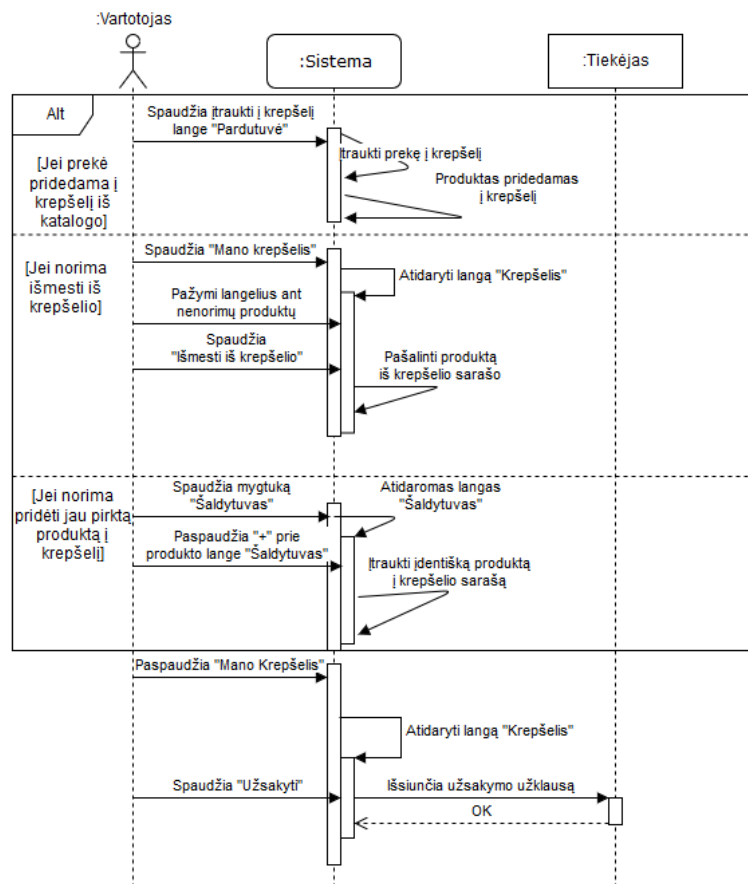 :Vartotojas
:Sistema
:Tiekėjas
Alt
[Jei prekė
pridedama į
krepšelį iš
katalogo]
Spaudžia įtraukti į krepšelį
lange "Pardutuvė"
Įtraukti prekę į krepšelį
Produktas pridedamas
į krepšelį
[Jei norima
išmesti iš
krepšelio]
Spaudžia "Mano krepšelis"
Atidaryti langą "Krepšelis"
Pažymi langelius ant
nenorimų produktų
Spaudžia
"Išmesti iš krepšelio"
Pašalinti produktą
iš krepšelio sarašo
[Jei norima
pridėti jau pirktą
produktą į
krepšelį]
Spaudžia mygtuką
"Šaldytuvas"
Atidaromas langas
"Šaldytuvas"
Paspaudžia "+" prie
produkto lange "Šaldytuvas"
Įtraukti įdentišką produktą
į krepšelio sarašą
Paspaudžia "Mano Krepšelis"
Atidaryti langą "Krepšelis"
Spaudžia "Užsakyti"
Išsiunčia užsakymo užklausą
OK